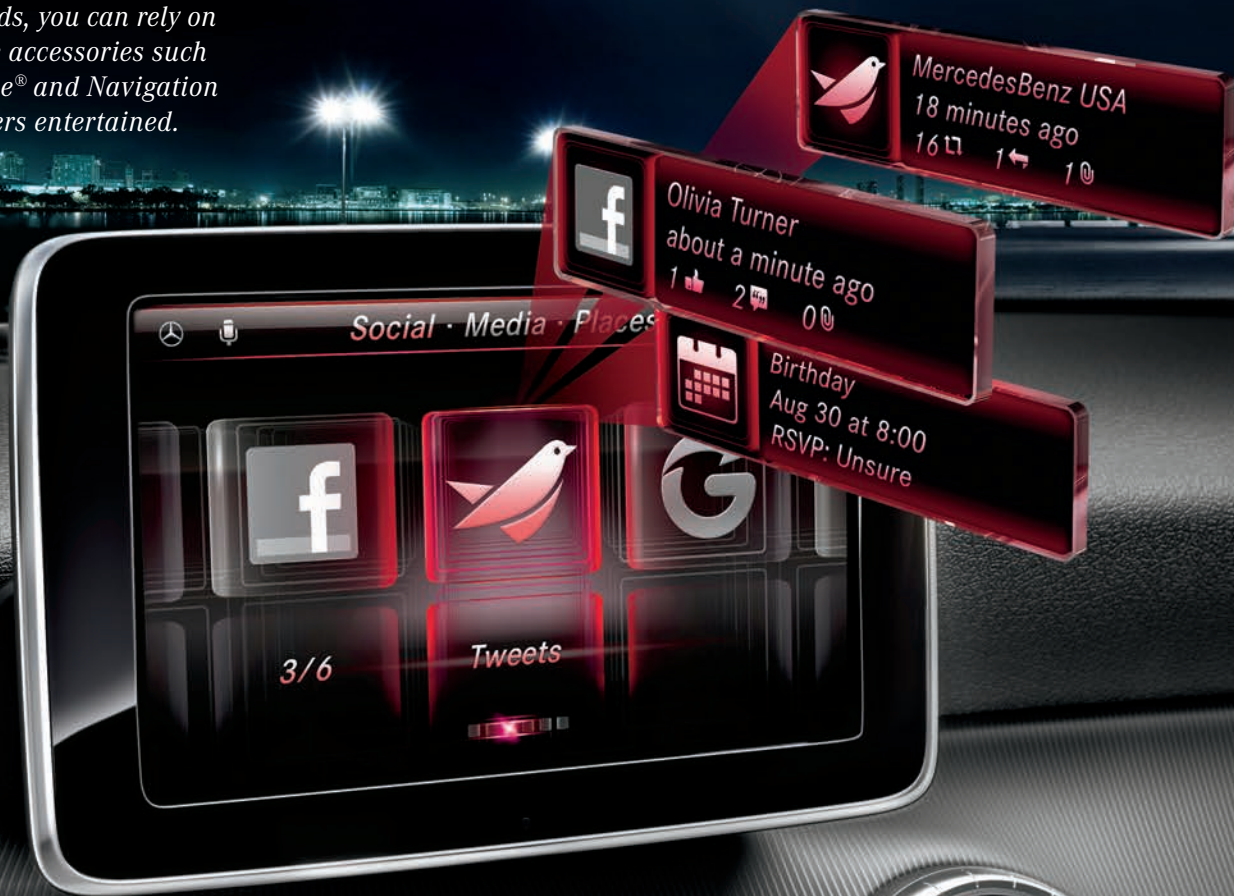 you can rely on
accessories such
and Navigation
entertained.
MercedesBenz USA
18 minutes ago
16 1 1
Olivia Turner
about a minute ago
1 2 0
Birthday
Aug 30 at 8:00
RSVP: Unsure
Social · Media · Places
3/6
Tweets